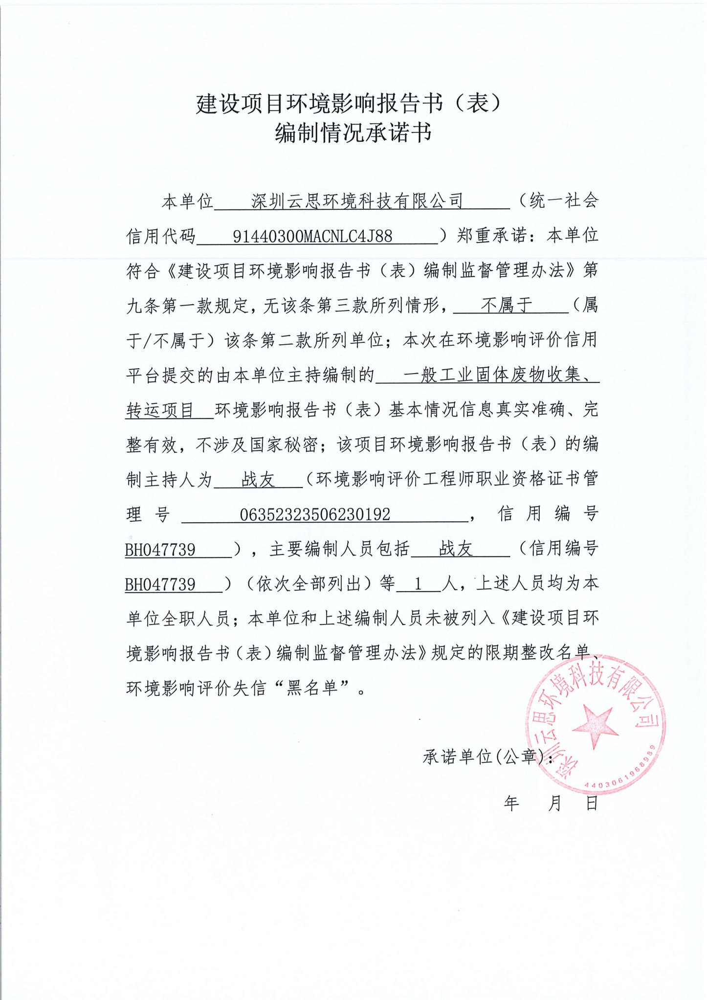 建设项目环境影响报告书（表）
编制情况承诺书
本单位 深圳云思环境科技有限公司 （统一社会
信用代码 91440300MACNLC4J88 ）郑重承诺：本单位
符合《建设项目环境影响报告书（表）编制监督管理办法》第
九条第一款规定，无该条第三款所列情形， 不属于 （属
于/不属于）该条第二款所列单位；本次在环境影响评价信用
平台提交的由本单位主持编制的 一般工业固体废物收集、
转运项目 环境影响报告书（表）基本情况信息真实准确、完
整有效，不涉及国家秘密；该项目环境影响报告书（表）的编
制主持人为 战友 （环境影响评价工程师职业资格证书管
理号 06352323506230192 ，信用编号
BH047739 ），主要编制人员包括 战友 （信用编号
BH047739 ）（依次全部列出）等 1 人，上述人员均为本
单位全职人员；本单位和上述编制人员未被列入《建设项目环
境影响报告书（表）编制监督管理办法》规定的限期整改名单、
环境影响评价失信“黑名单”。
承诺单位(公章)：
年 月 日
深圳云思环境科技有限公司
4403061968989